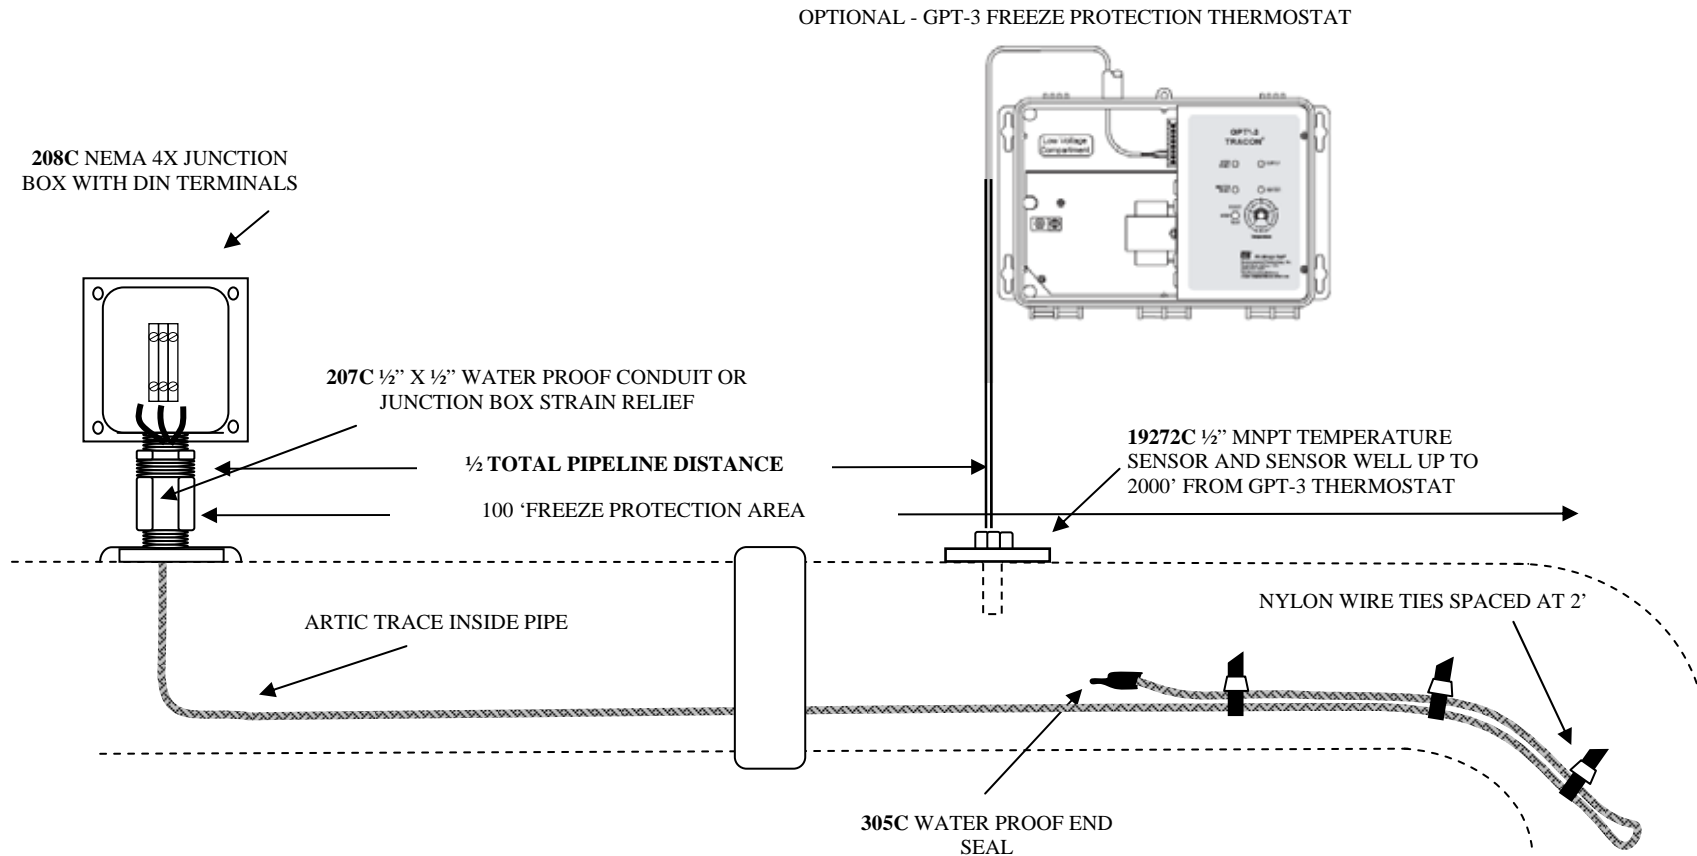 OPTIONAL - GPT-3 FREEZE PROTECTION THERMOSTAT
208C NEMA 4X JUNCTION
BOX WITH DIN TERMINALS
Low Voltage
Compartment
GPT-3
TRACON
207C ½” X ½” WATER PROOF CONDUIT OR
JUNCTION BOX STRAIN RELIEF
½ TOTAL PIPELINE DISTANCE
100 ‘FREEZE PROTECTION AREA
19272C ½” MNPT TEMPERATURE
SENSOR AND SENSOR WELL UP TO
2000’ FROM GPT-3 THERMOSTAT
ARTIC TRACE INSIDE PIPE
NYLON WIRE TIES SPACED AT 2’
305C WATER PROOF END
SEAL